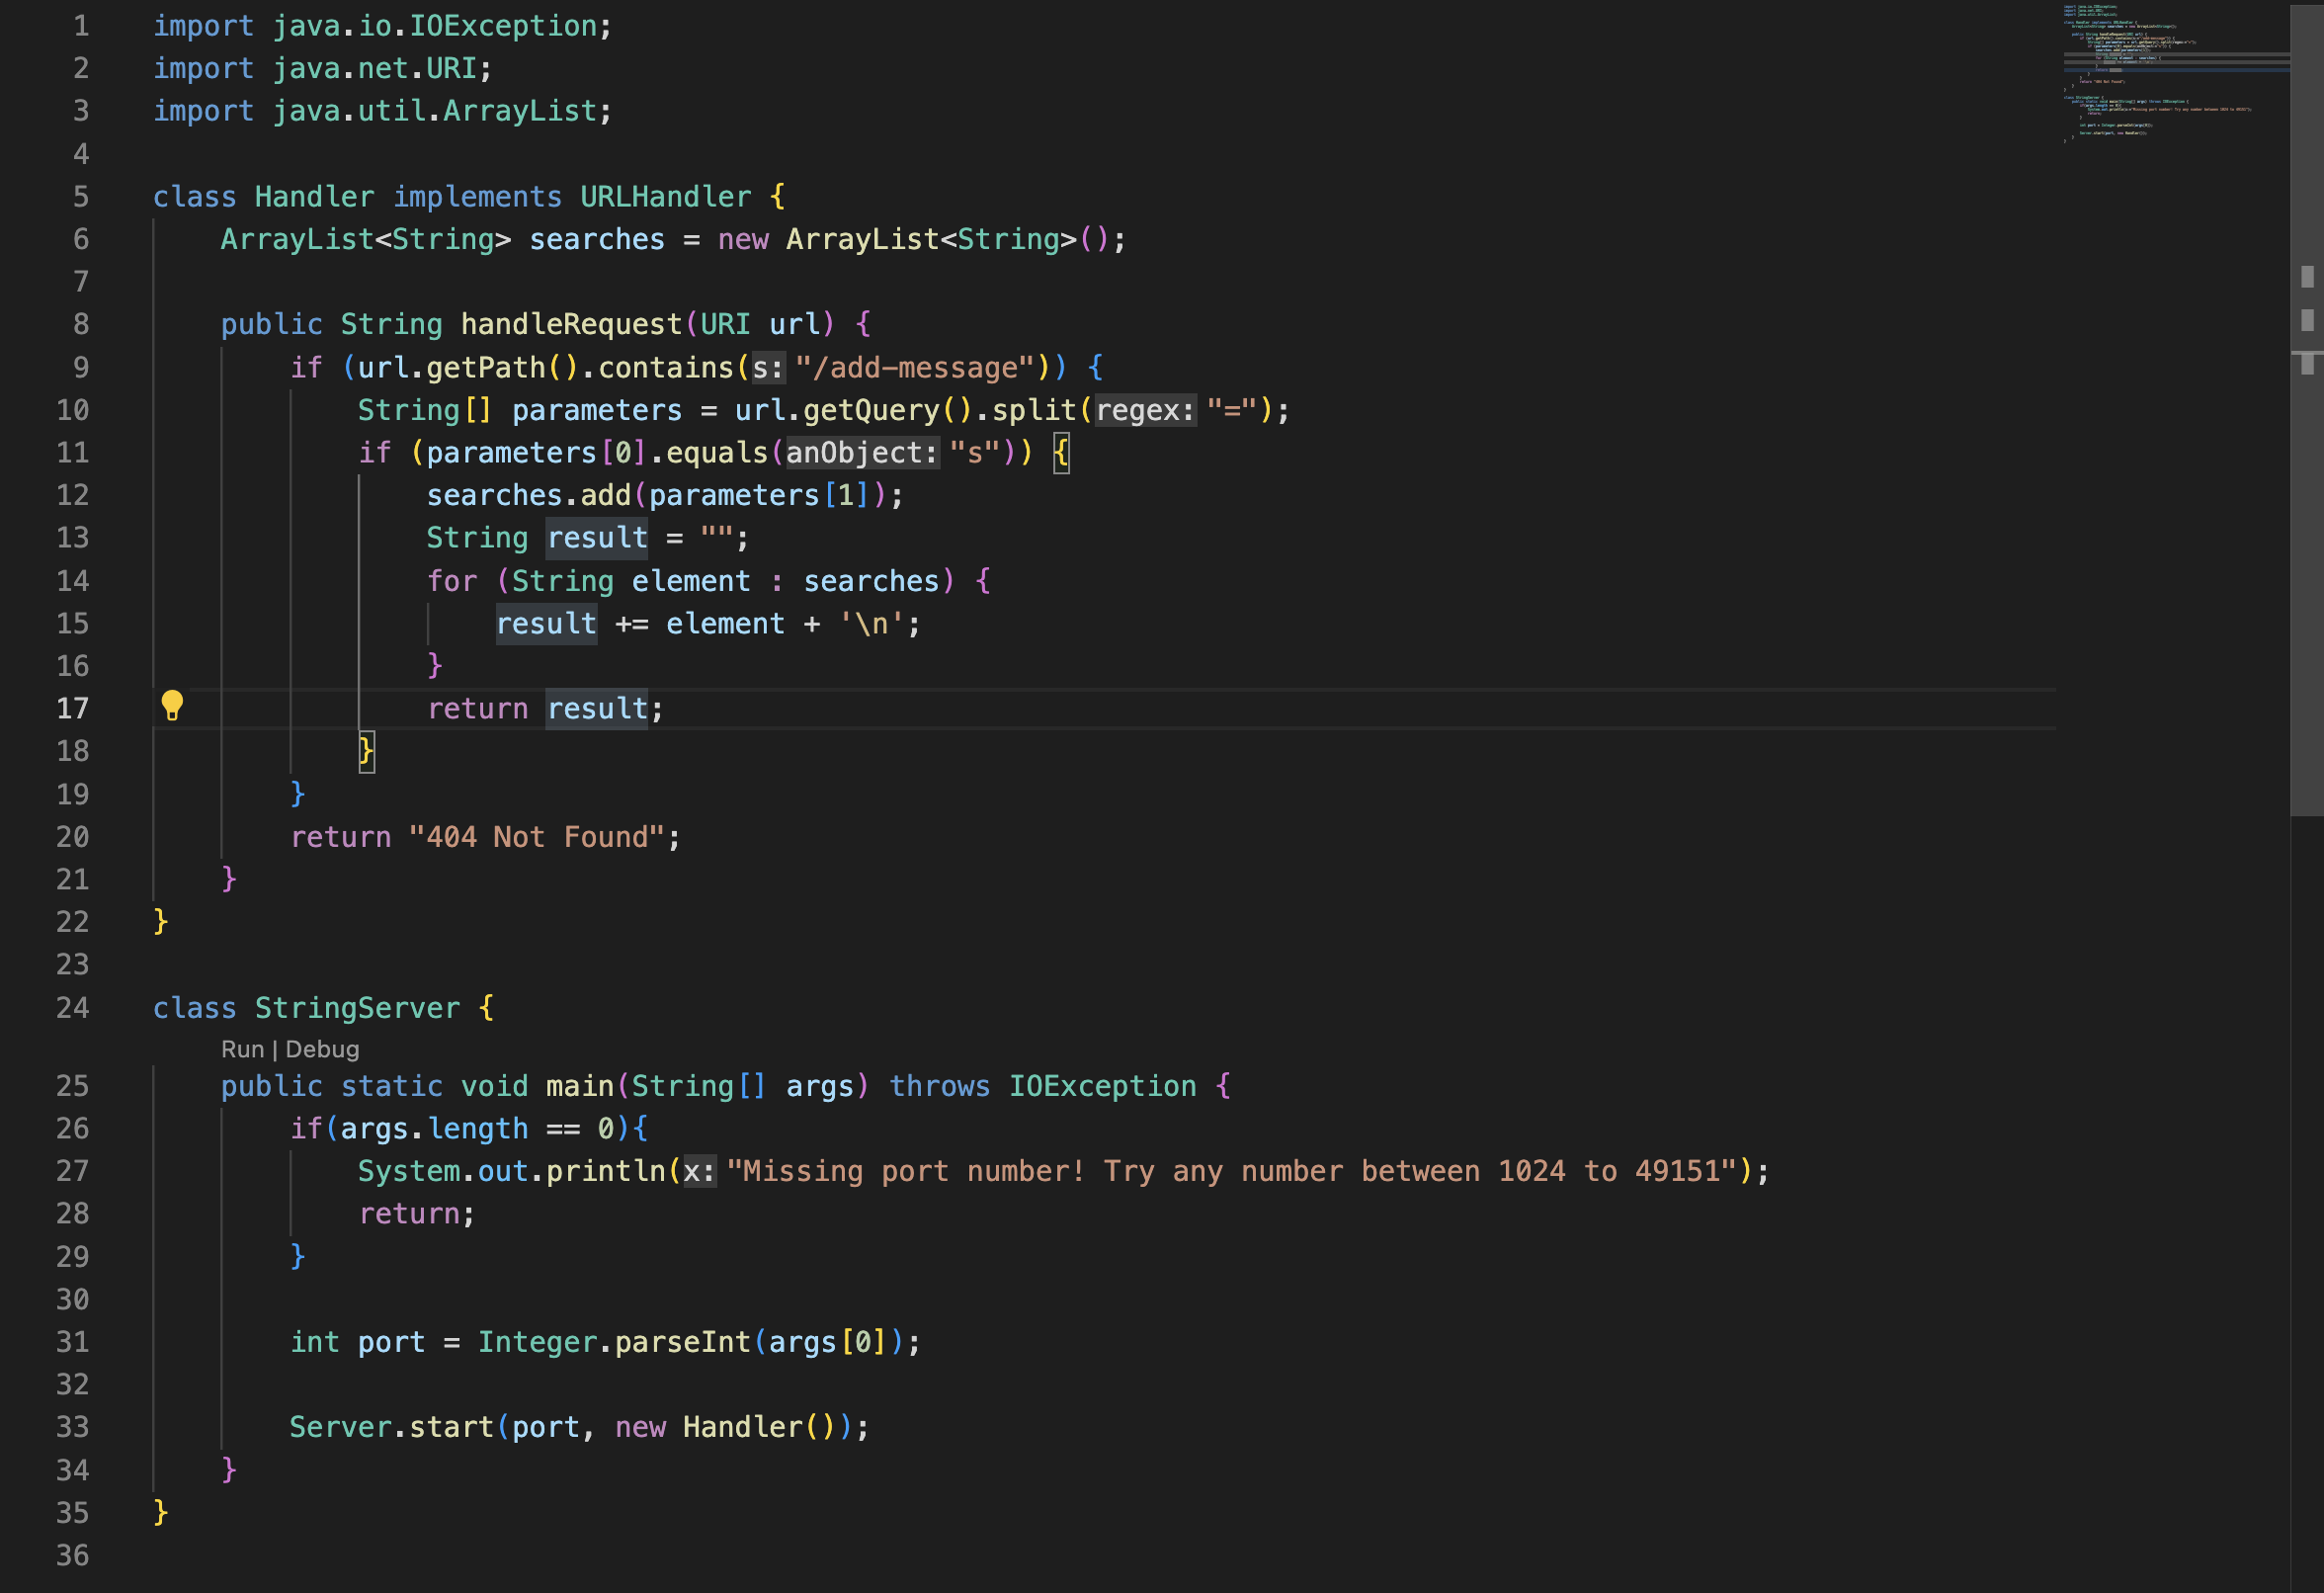 1 import java.io.IOException;
2 import java.net.URI;
3 import java.util.ArrayList;
4
5 class Handler implements URLHandler {
6     ArrayList<String> searches = new ArrayList<String>();
7
8     public String handleRequest(URI url) {
9         if (url.getPath().contains(s: "/add-message")) {
10             String[] parameters = url.getQuery().split(regex: "=");
11             if (parameters[0].equals(anObject: "s")) {
12                 searches.add(parameters[1]);
13                 String result = "";
14                 for (String element : searches) {
15                     result += element + '\n';
16                 }
17                 return result;
18             }
19         }
20         return "404 Not Found";
21     }
22 }
23
24 class StringServer {
Run | Debug
25     public static void main(String[] args) throws IOException {
26         if(args.length == 0){
27             System.out.println(x: "Missing port number! Try any number between 1024 to 49151");
28             return;
29         }
30
31         int port = Integer.parseInt(args[0]);
32
33         Server.start(port, new Handler());
34     }
35 }
36